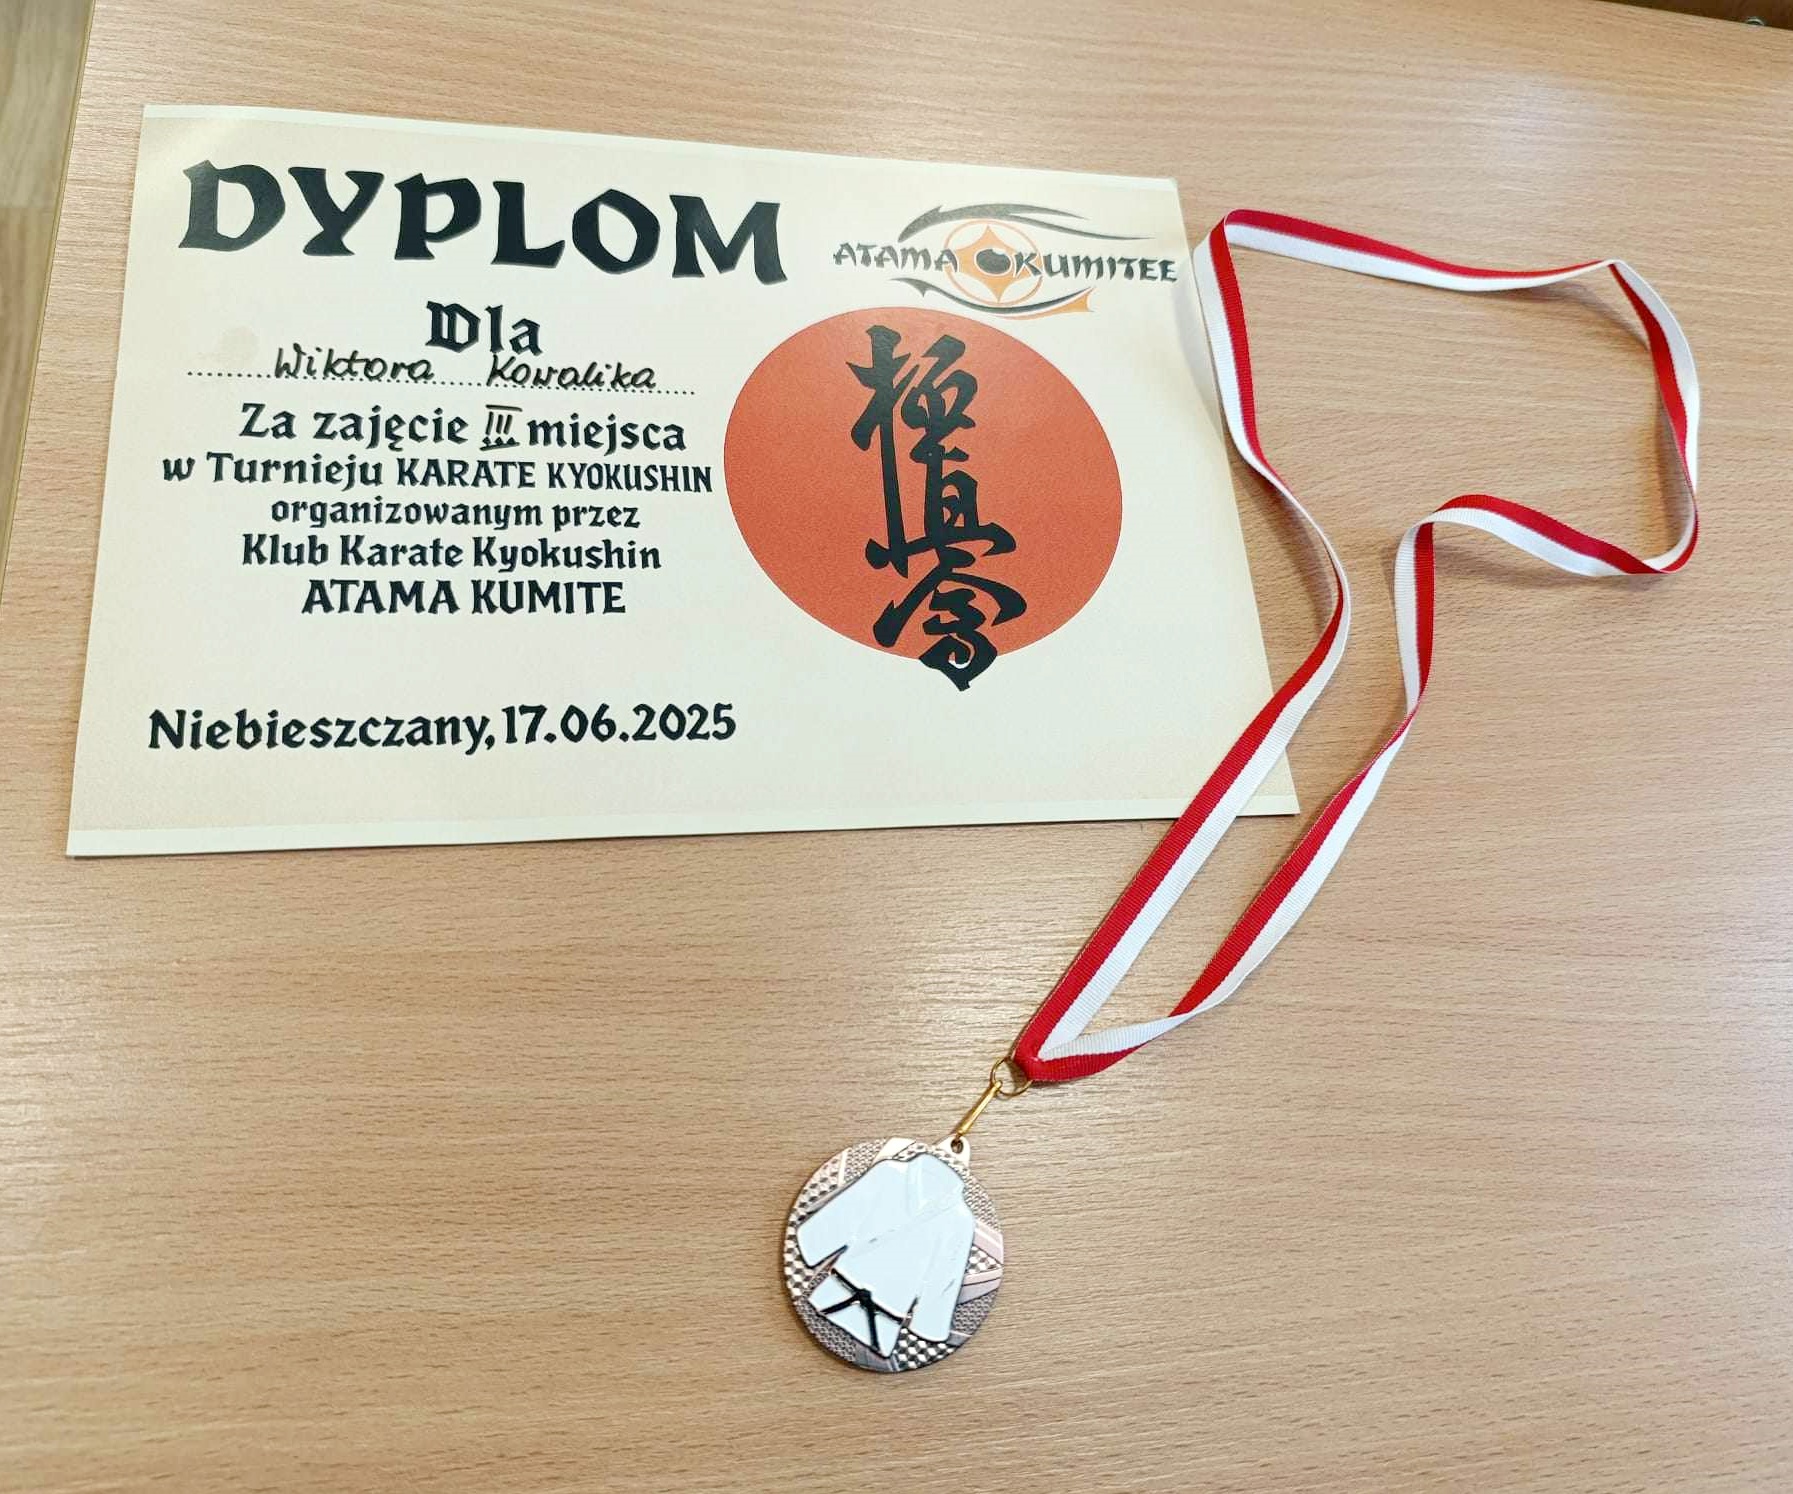 DYPLOM
ATAMA KUMITEE
Dla
Wiktora Kowalika
Za zajęcie III miejsca
w Turnieju KARATE KYOKUSHIN
organizowanym przez
Klub Karate Kyokushin
ATAMA KUMITE
極真會
Niebieszczany, 17.06.2025